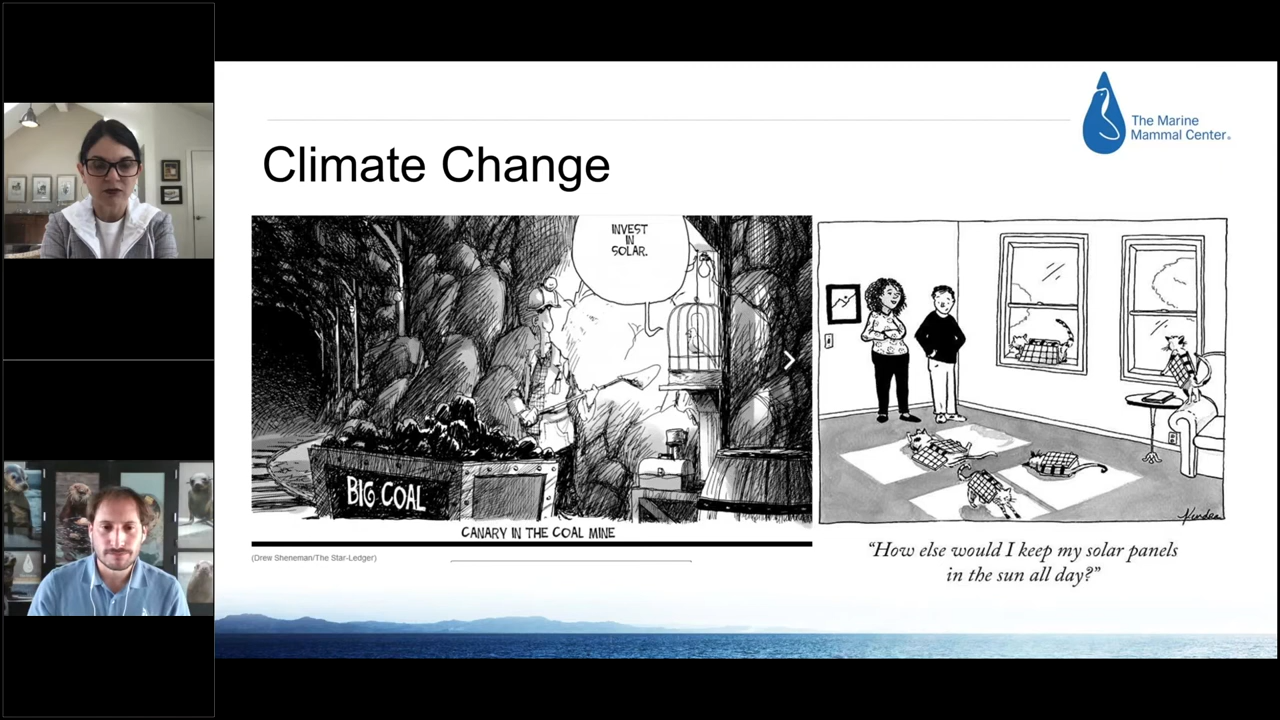 The Marine
Mammal Center®
Climate Change
INVEST
IN
SOLAR.
BIG COAL
CANARY IN THE COAL MINE
(Drew Sheneman/The Star-Ledger)
“How else would I keep my solar panels
in the sun all day?”